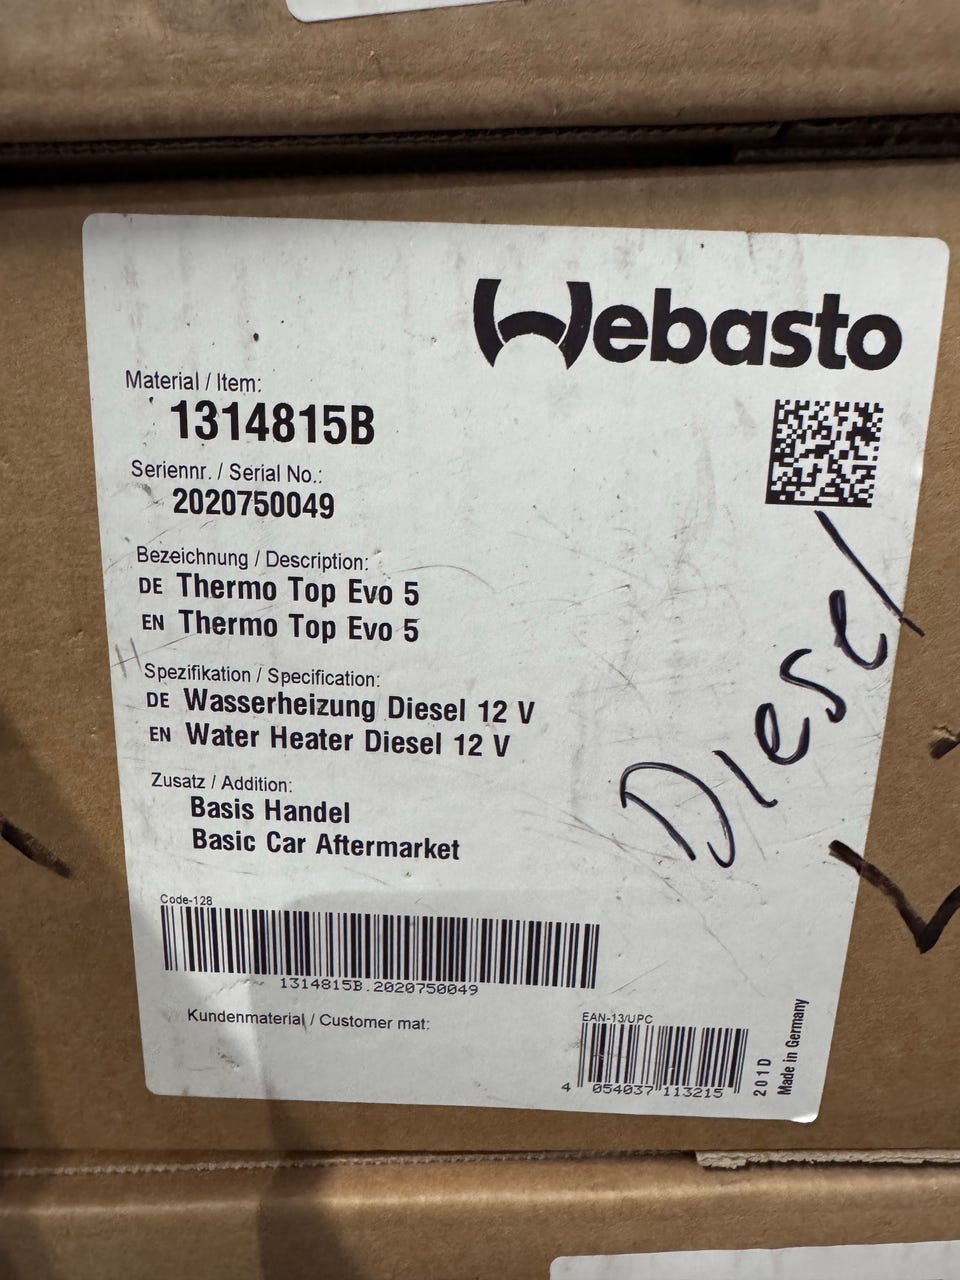 Webasto
Material / Item:
1314815B
Seriennr. / Serial No.:
2020750049
Bezeichnung / Description:
DE Thermo Top Evo 5
EN Thermo Top Evo 5
Spezifikation / Specification:
DE Wasserheizung Diesel 12 V
EN Water Heater Diesel 12 V
Zusatz / Addition:
Basis Handel
Basic Car Aftermarket
Diesel
Code-128
1314815B.2020750049
Kundenmaterial / Customer mat:
EAN-13/UPC
4 054037 113215
201D
Made in Germany